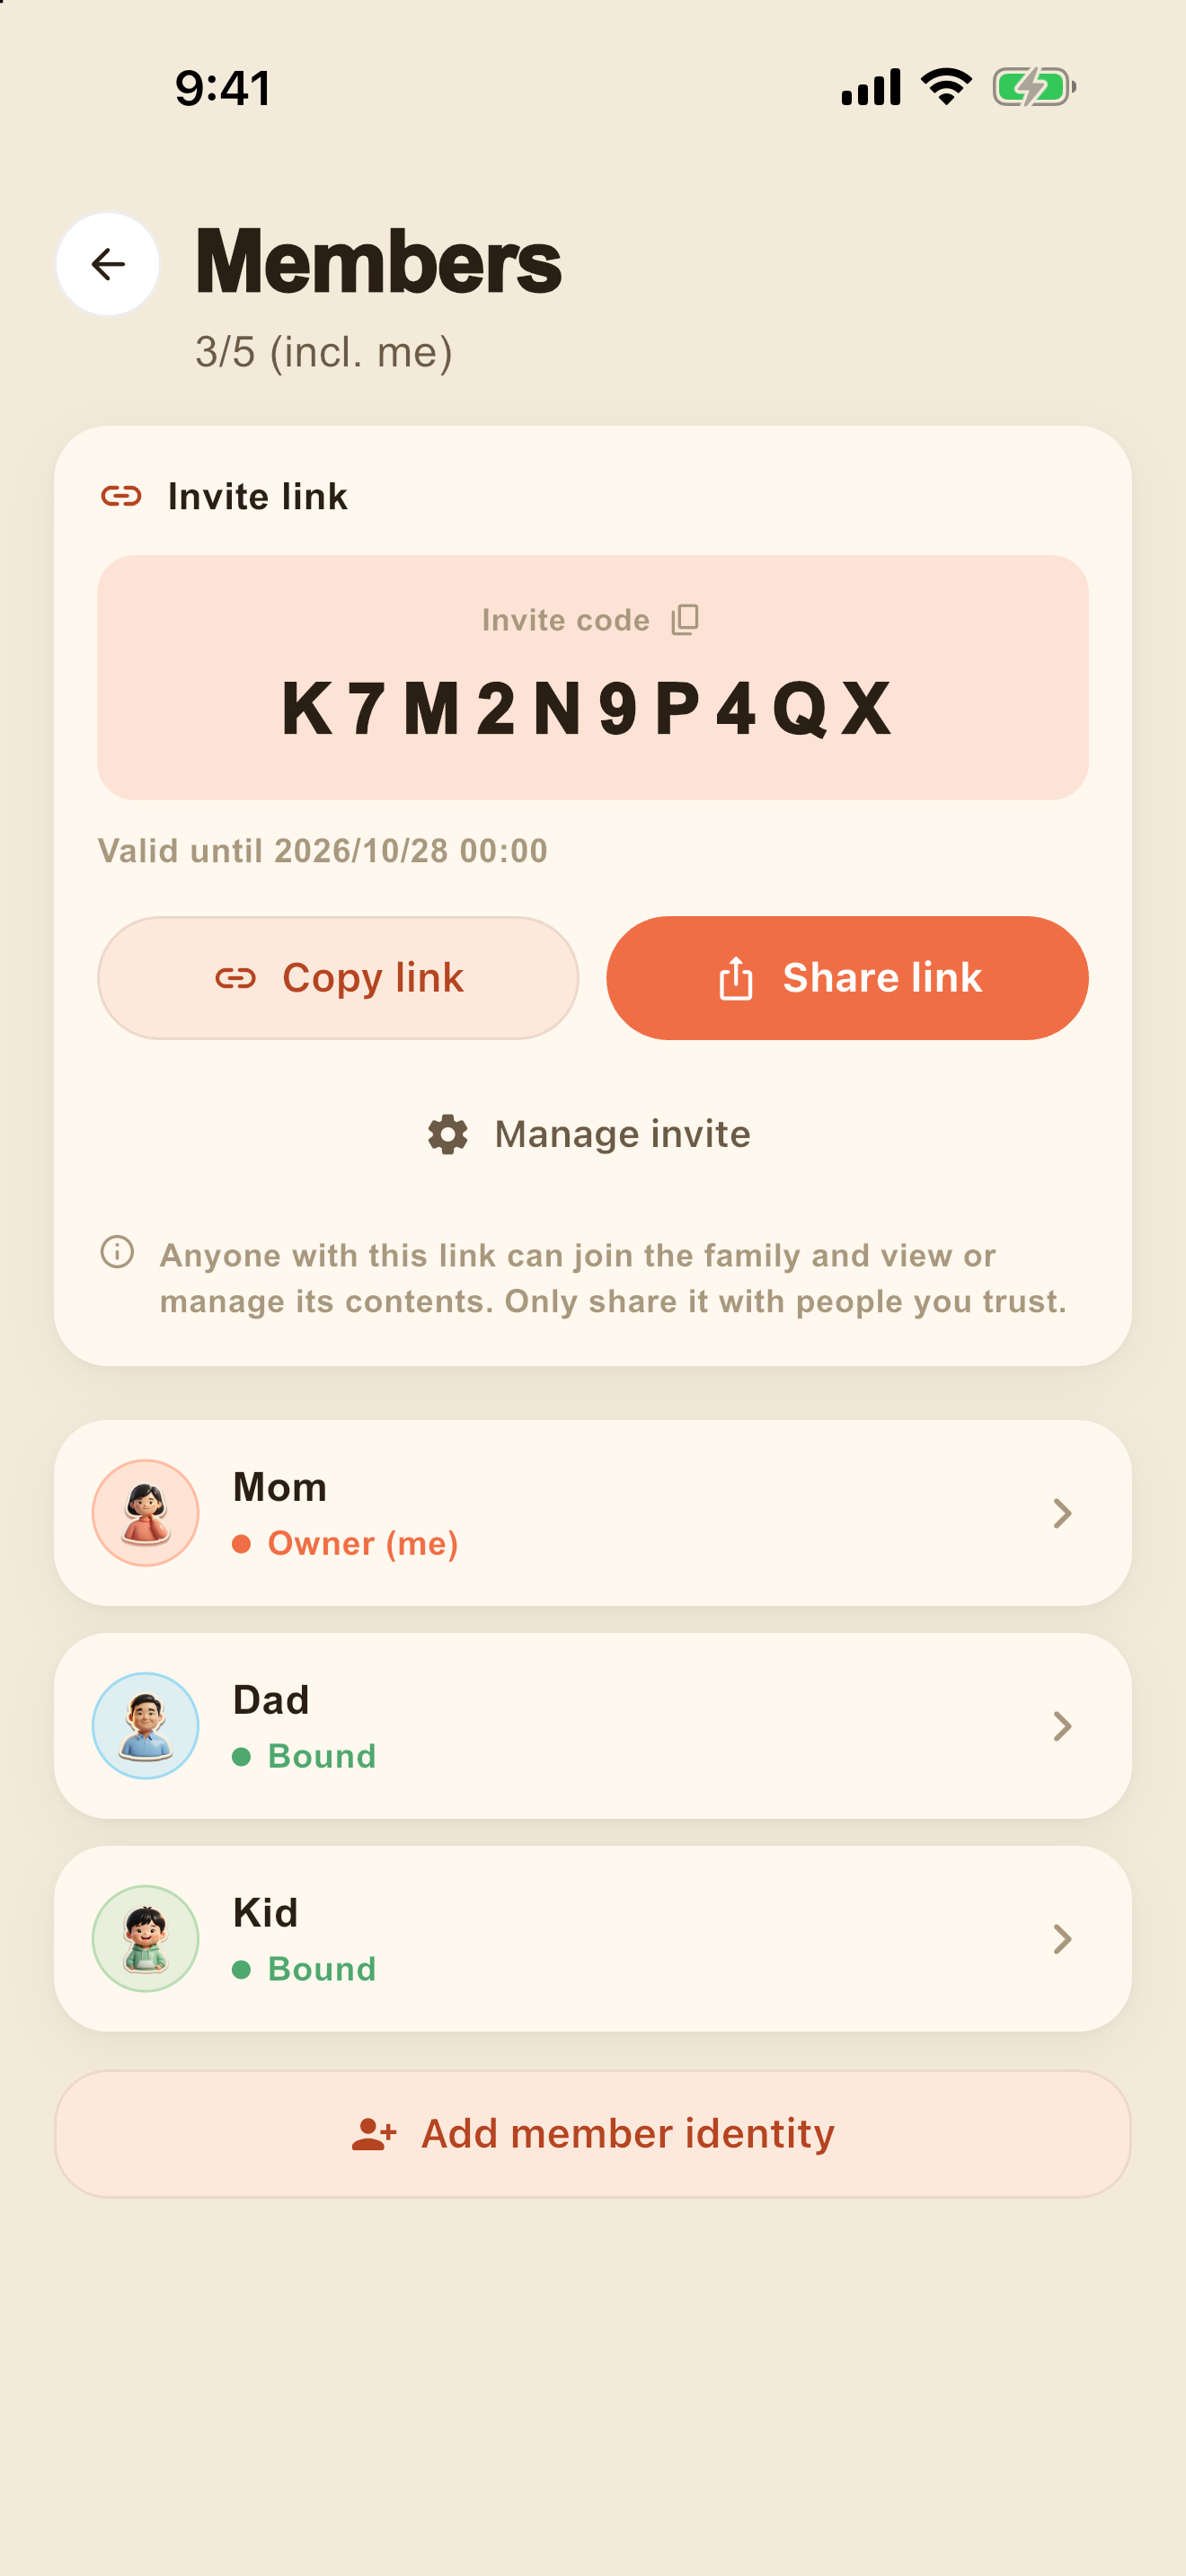 9:41
Members
3/5 (incl. me)
Invite link
Invite code
K7M2N9P4QX
Valid until 2026/10/28 00:00
Copy link
Share link
Manage invite
Anyone with this link can join the family and view or
manage its contents. Only share it with people you trust.
Mom
Owner (me)
Dad
Bound
Kid
Bound
Add member identity